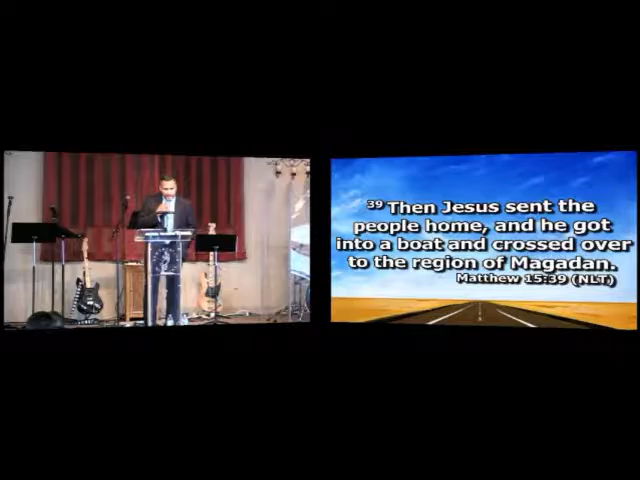 39 Then Jesus sent the
people home, and he got
into a boat and crossed over
to the region of Magadan.
Matthew 15:39 (NLT)